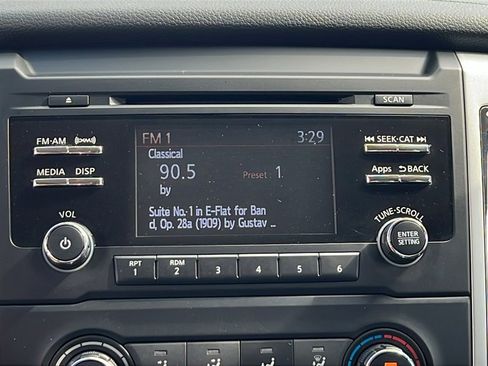 SCAN
FM·AM
((SXM))
SEEK·CAT
MEDIA DISP
Apps BACK
FM 1 3:29
Classical
90.5 Preset : 1
by
Suite No.1 in E-Flat for Ban
d, Op. 28a (1909) by Gustav ...
VOL
TUNE·SCROLL
ENTER
SETTING
RPT
1
RDM
2
3
4
5
6